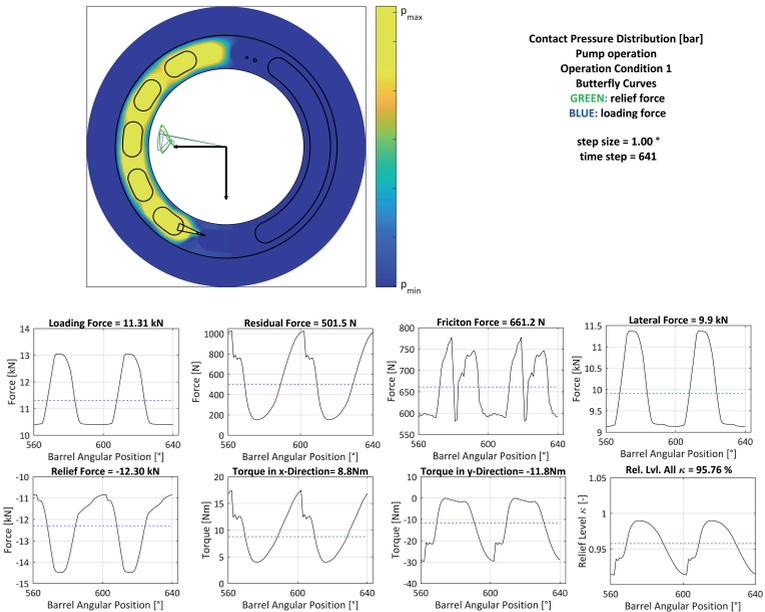 p max
p min
Contact Pressure Distribution [bar]
Pump operation
Operation Condition 1
Butterfly Curves
GREEN: relief force
BLUE: loading force
step size = 1.00 °
time step = 641
Loading Force = 11.31 kN
14
13
12
11
10
Force [kN]
560 600 640
Barrel Angular Position [°]
Residual Force = 501.5 N
1000
800
600
400
200
0
Force [N]
560 600 640
Barrel Angular Position [°]
Friciton Force = 661.2 N
800
750
700
650
600
550
Force [N]
560 600 640
Barrel Angular Position [°]
Lateral Force = 9.9 kN
11.5
11
10.5
10
9.5
9
Force [kN]
560 600 640
Barrel Angular Position [°]
Relief Force = -12.30 kN
-10
-11
-12
-13
-14
-15
Force [kN]
560 600 640
Barrel Angular Position [°]
Torque in x-Direction= 8.8Nm
20
15
10
5
0
Torque [Nm]
560 600 640
Barrel Angular Position [°]
Torque in y-Direction= -11.8Nm
10
0
-10
-20
-30
-40
Torque [Nm]
560 600 640
Barrel Angular Position [°]
Rel. Lvl. All κ = 95.76 %
1.05
1
0.95
Relief Level κ [-]
560 600 640
Barrel Angular Position [°]